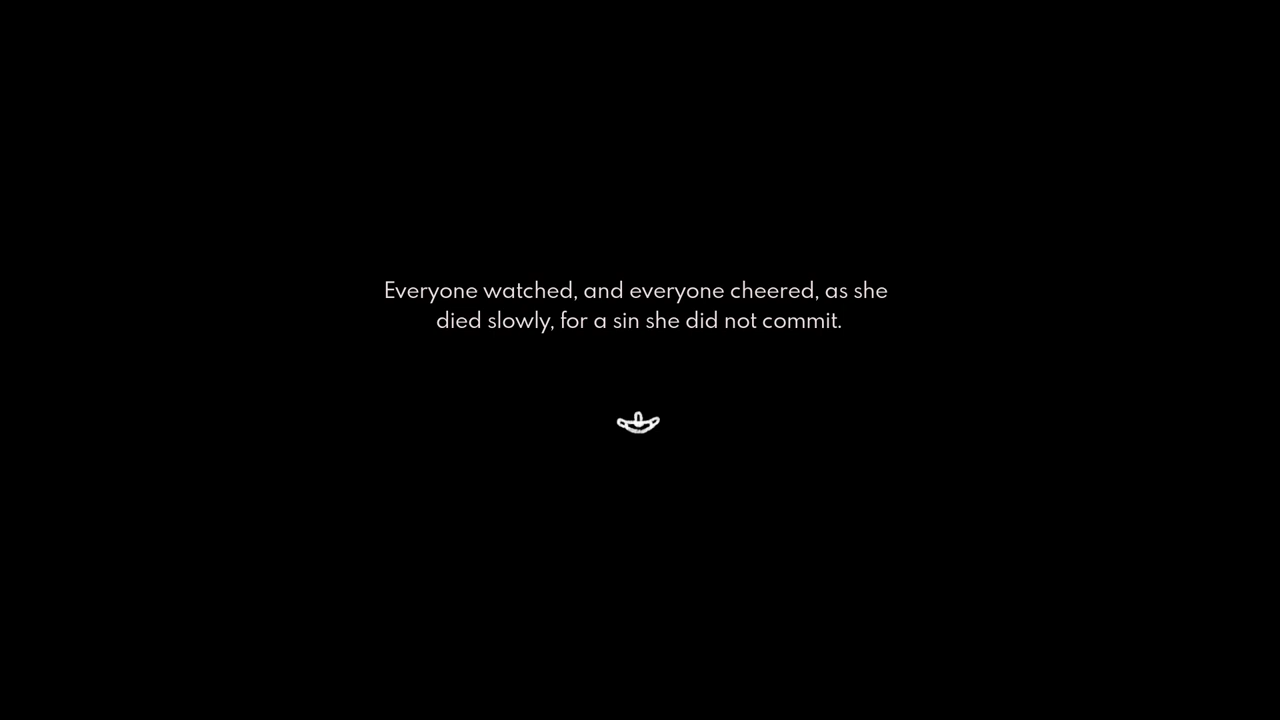 Everyone watched, and everyone cheered, as she
died slowly, for a sin she did not commit.